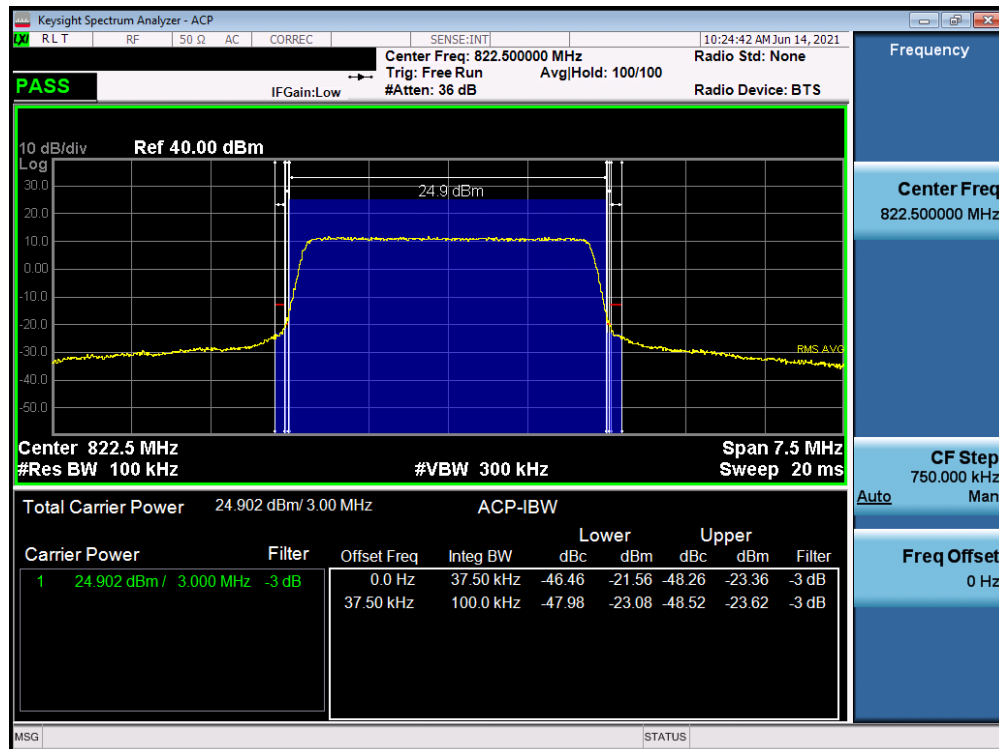 Keysight Spectrum Analyzer - ACP
LXI RLT RF 50 Ω AC CORREC SENSE:INT 10:24:42 AM Jun 14, 2021
Center Freq: 822.500000 MHz Radio Std: None
Trig: Free Run Avg|Hold: 100/100
PASS IFGain:Low #Atten: 36 dB Radio Device: BTS
10 dB/div Ref 40.00 dBm
Log
30.0
24.9 dBm
20.0
10.0
0.00
-10.0
-20.0
-30.0
RMS AVG
-40.0
-50.0
Center 822.5 MHz Span 7.5 MHz
#Res BW 100 kHz #VBW 300 kHz Sweep 20 ms
Total Carrier Power 24.902 dBm/ 3.00 MHz ACP-IBW
Lower Upper
Carrier Power Filter Offset Freq Integ BW dBc dBm dBc dBm Filter
1 24.902 dBm / 3.000 MHz -3 dB 0.0 Hz 37.50 kHz -46.46 -21.56 -48.26 -23.36 -3 dB
37.50 kHz 100.0 kHz -47.98 -23.08 -48.52 -23.62 -3 dB
MSG STATUS
Frequency
Center Freq
822.500000 MHz
CF Step
750.000 kHz
Auto Man
Freq Offset
0 Hz